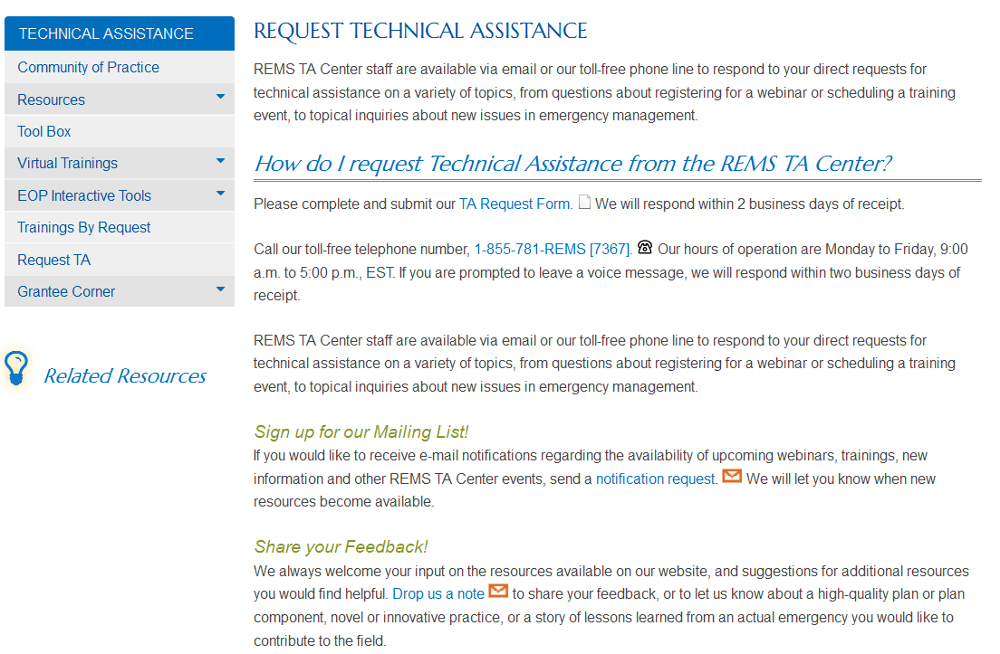 TECHNICAL ASSISTANCE
Community of Practice
Resources
Tool Box
Virtual Trainings
EOP Interactive Tools
Trainings By Request
Request TA
Grantee Corner
Related Resources
REQUEST TECHNICAL ASSISTANCE
REMS TA Center staff are available via email or our toll-free phone line to respond to your direct requests for
technical assistance on a variety of topics, from questions about registering for a webinar or scheduling a training
event, to topical inquiries about new issues in emergency management.
How do I request Technical Assistance from the REMS TA Center?
Please complete and submit our TA Request Form. We will respond within 2 business days of receipt.
Call our toll-free telephone number, 1-855-781-REMS [7367]. Our hours of operation are Monday to Friday, 9:00
a.m. to 5:00 p.m., EST. If you are prompted to leave a voice message, we will respond within two business days of
receipt.
REMS TA Center staff are available via email or our toll-free phone line to respond to your direct requests for
technical assistance on a variety of topics, from questions about registering for a webinar or scheduling a training
event, to topical inquiries about new issues in emergency management.
Sign up for our Mailing List!
If you would like to receive e-mail notifications regarding the availability of upcoming webinars, trainings, new
information and other REMS TA Center events, send a notification request. We will let you know when new
resources become available.
Share your Feedback!
We always welcome your input on the resources available on our website, and suggestions for additional resources
you would find helpful. Drop us a note to share your feedback, or to let us know about a high-quality plan or plan
component, novel or innovative practice, or a story of lessons learned from an actual emergency you would like to
contribute to the field.